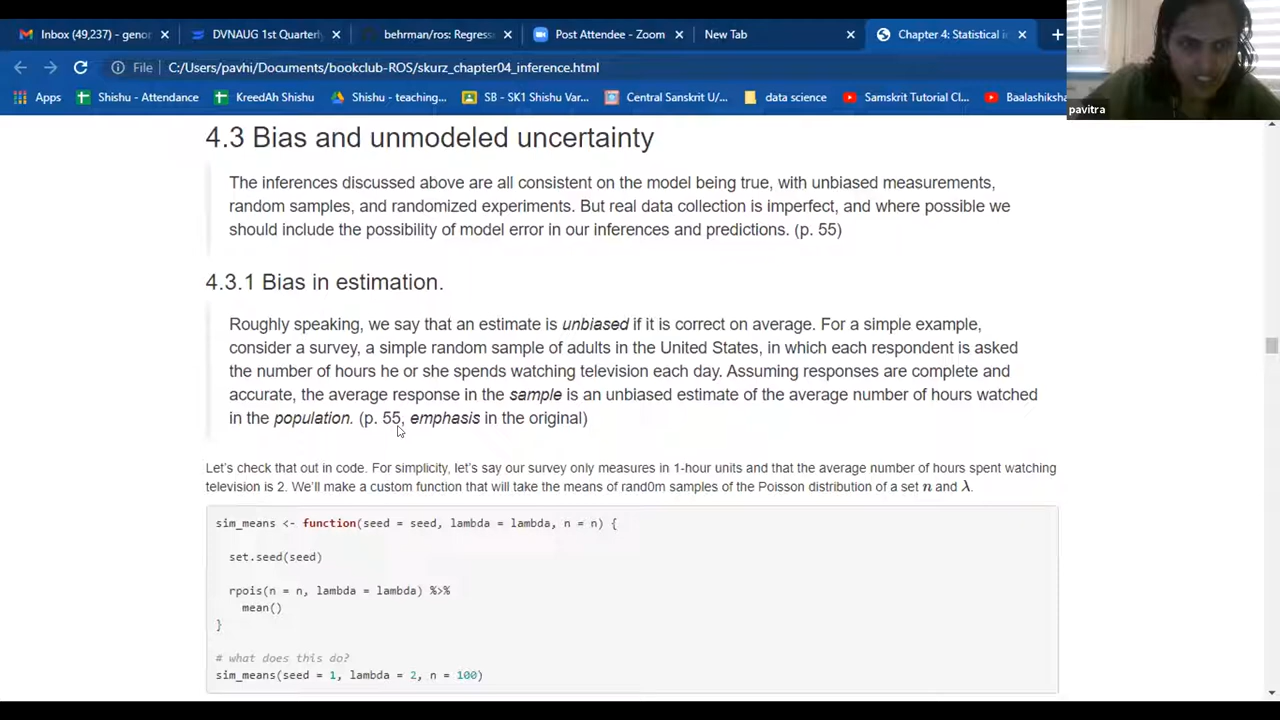 Inbox (49,237) - genor
DVNAUG 1st Quarterl
behrman/ros: Regress
Post Attendee - Zoom
New Tab
Chapter 4: Statistical in
File
C:/Users/pavhi/Documents/bookclub-ROS/skurz_chapter04_inference.html
Apps
Shishu - Attendance
KreedAh Shishu
Shishu - teaching...
SB - SK1 Shishu Var...
Central Sanskrit U/...
data science
Samskrit Tutorial Cl...
Baalashiksha
pavitra
4.3 Bias and unmodeled uncertainty
The inferences discussed above are all consistent on the model being true, with unbiased measurements,
random samples, and randomized experiments. But real data collection is imperfect, and where possible we
should include the possibility of model error in our inferences and predictions. (p. 55)
4.3.1 Bias in estimation.
Roughly speaking, we say that an estimate is unbiased if it is correct on average. For a simple example,
consider a survey, a simple random sample of adults in the United States, in which each respondent is asked
the number of hours he or she spends watching television each day. Assuming responses are complete and
accurate, the average response in the sample is an unbiased estimate of the average number of hours watched
in the population. (p. 55, emphasis in the original)
Let's check that out in code. For simplicity, let's say our survey only measures in 1-hour units and that the average number of hours spent watching
television is 2. We'll make a custom function that will take the means of rand0m samples of the Poisson distribution of a set n and λ.
sim_means <- function(seed = seed, lambda = lambda, n = n) {
set.seed(seed)
rpois(n = n, lambda = lambda) %>%
mean()
}
# what does this do?
sim_means(seed = 1, lambda = 2, n = 100)